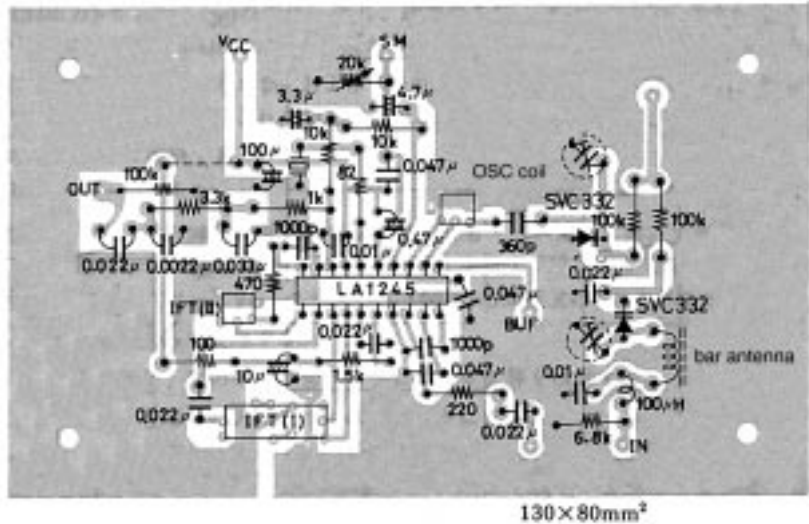 VCC
SM
20k
3.3μ
4.7μ
10k
10k
100μ
82
0.047μ
OSC coil
100k
OUT
3.3k
1k
SVC332
100k
100k
1000p
0.01μ
0.47μ
360p
0.022μ
0.0022μ
0.033μ
470
LA1245
0.047μ
0.022μ
SVC332
IFT(II)
BUF
0.022μ
100
1000p
bar antenna
10μ
1.5k
0.047μ
0.01μ
0.022μ
IFT(I)
220
0.022μ
100μH
6.8k
IN
130×80mm²